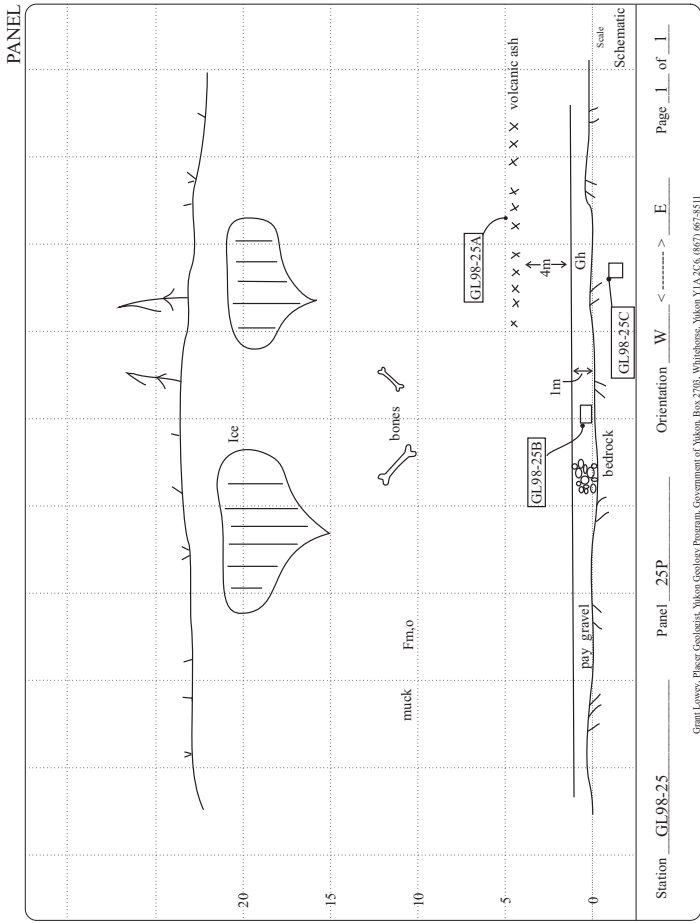 PANEL
Ice
20
volcanic ash
bones
GL98-25A
4m
15
muck
Fm,o
10
5
GL98-25B
1m
Gh
pay gravel
bedrock
GL98-25C
0
Scale
Schematic
Station GL98-25 Panel 25P Orientation W < -------- > E Page 1 of 1
Grant Lowey, Placer Geologist, Yukon Geology Program, Government of Yukon, Box 2703, Whitehorse, Yukon Y1A 2C6, (867) 667-8511